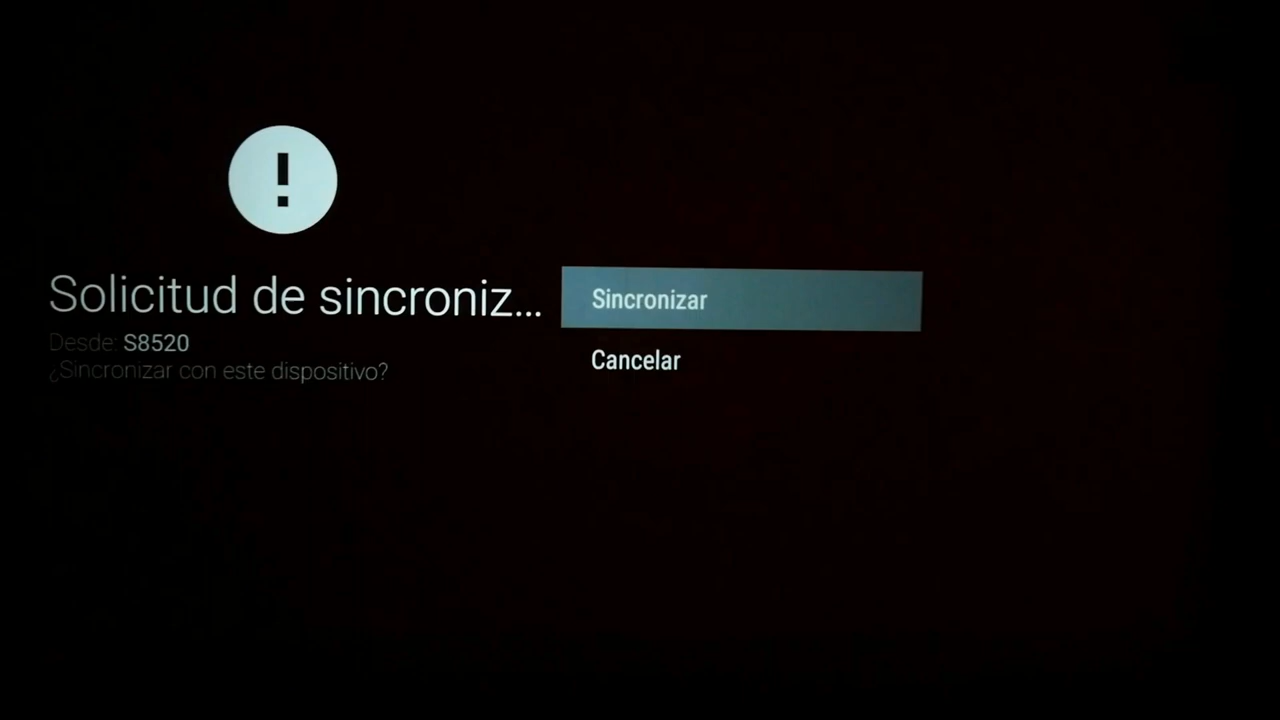 Solicitud de sincroniz...
Desde: S8520
¿Sincronizar con este dispositivo?
Sincronizar
Cancelar